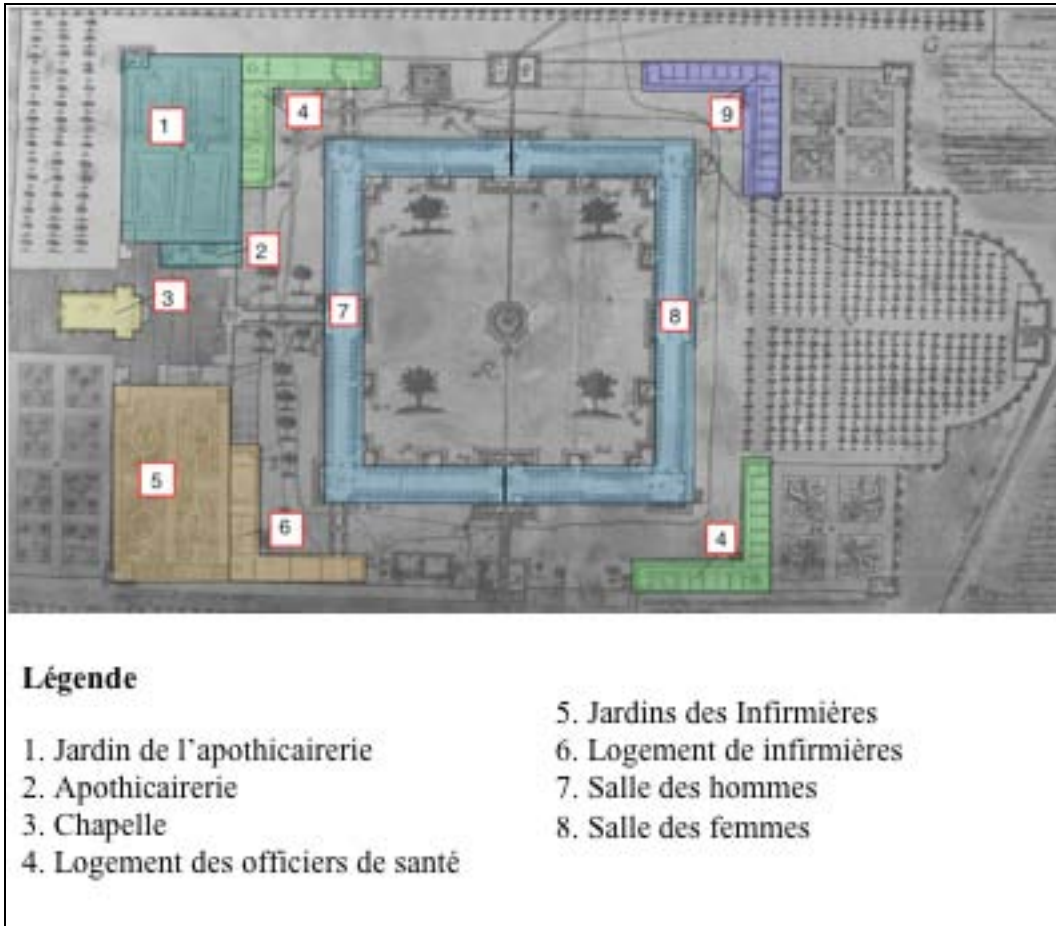 1
4
9
2
3
7
8
5
6
4
Légende
1. Jardin de l'apothicairerie
2. Apothicairerie
3. Chapelle
4. Logement des officiers de santé
5. Jardins des Infirmières
6. Logement de infirmières
7. Salle des hommes
8. Salle des femmes